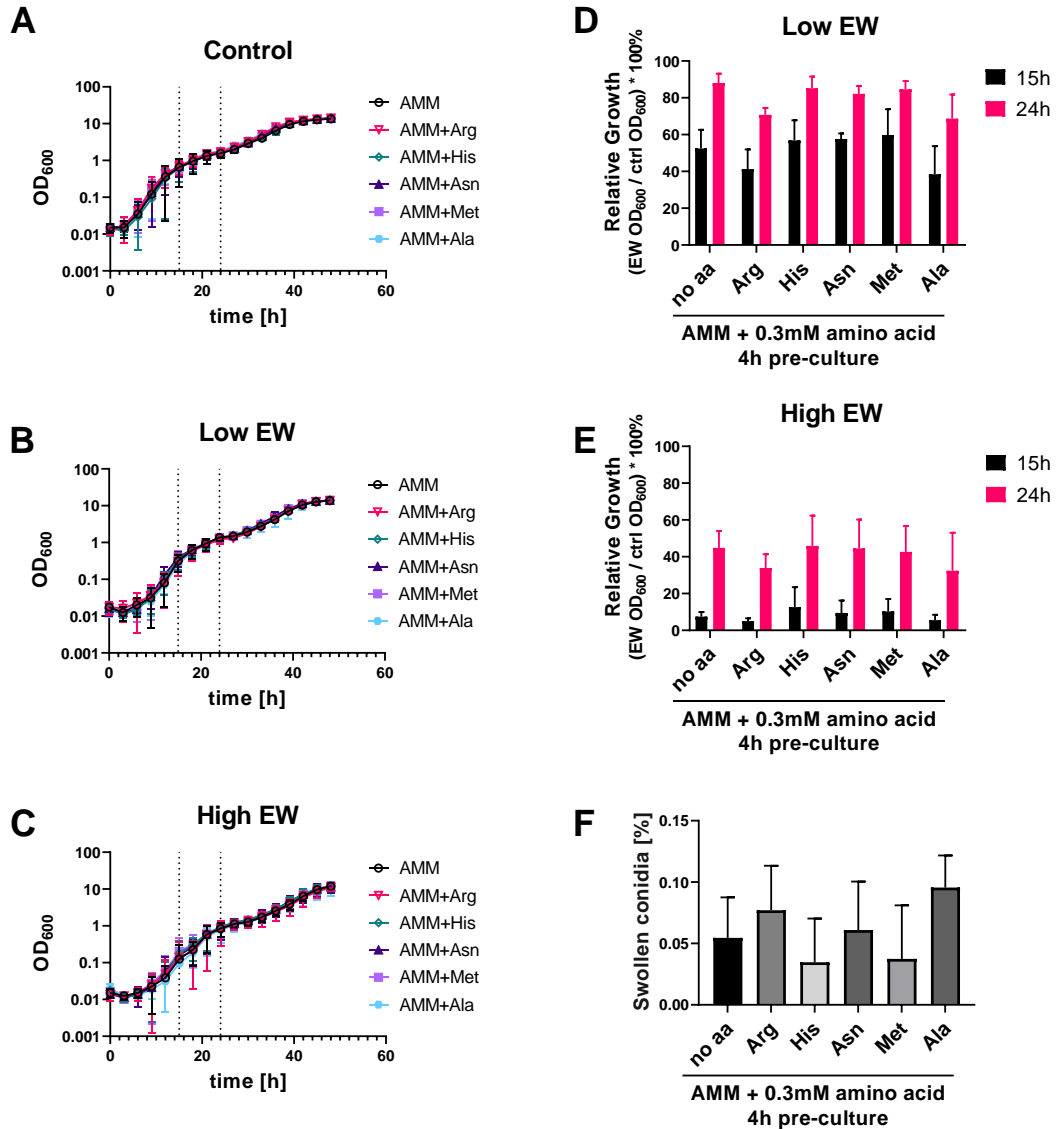 A
Control
OD600
100
10
1
0.1
0.01
0.001
0
20
40
60
time [h]
AMM
AMM+Arg
AMM+His
AMM+Asn
AMM+Met
AMM+Ala
B
Low EW
OD600
100
10
1
0.1
0.01
0.001
0
20
40
60
time [h]
AMM
AMM+Arg
AMM+His
AMM+Asn
AMM+Met
AMM+Ala
C
High EW
OD6000
100
10
1
0.1
0.01
0.001
0
20
40
60
time [h]
AMM
AMM+Arg
AMM+His
AMM+Asn
AMM+Met
AMM+Ala
D
Low EW
Relative Growth
(EW OD600 / ctrl OD600) * 100%
100
80
60
40
20
0
no aa
Arg
His
Asn
Met
Ala
AMM + 0.3mM amino acid
4h pre-culture
15h
24h
E
High EW
Relative Growth
(EW OD600 / ctrl OD600) * 100%
100
80
60
40
20
0
no aa
Arg
His
Asn
Met
Ala
AMM + 0.3mM amino acid
4h pre-culture
15h
24h
F
Swollen conidia [%]
0.15
0.10
0.05
0.00
no aa
Arg
His
Asn
Met
Ala
AMM + 0.3mM amino acid
4h pre-culture